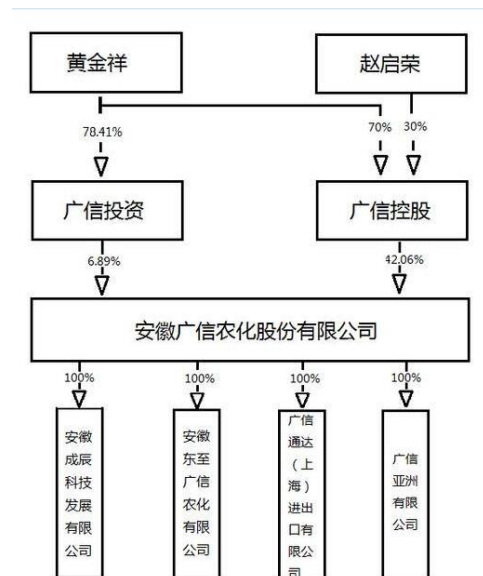 黄金祥
赵启荣
78.41%
70%
30%
广信投资
广信控股
6.89%
42.06%
安徽广信农化股份有限公司
100%
100%
100%
100%
安徽
成辰
科技
发展
有限
公司
安徽
东至
广信
农化
有限
公司
广信
通达
（上
海）
进出
口有
限公
司
广信
亚洲
有限
公司